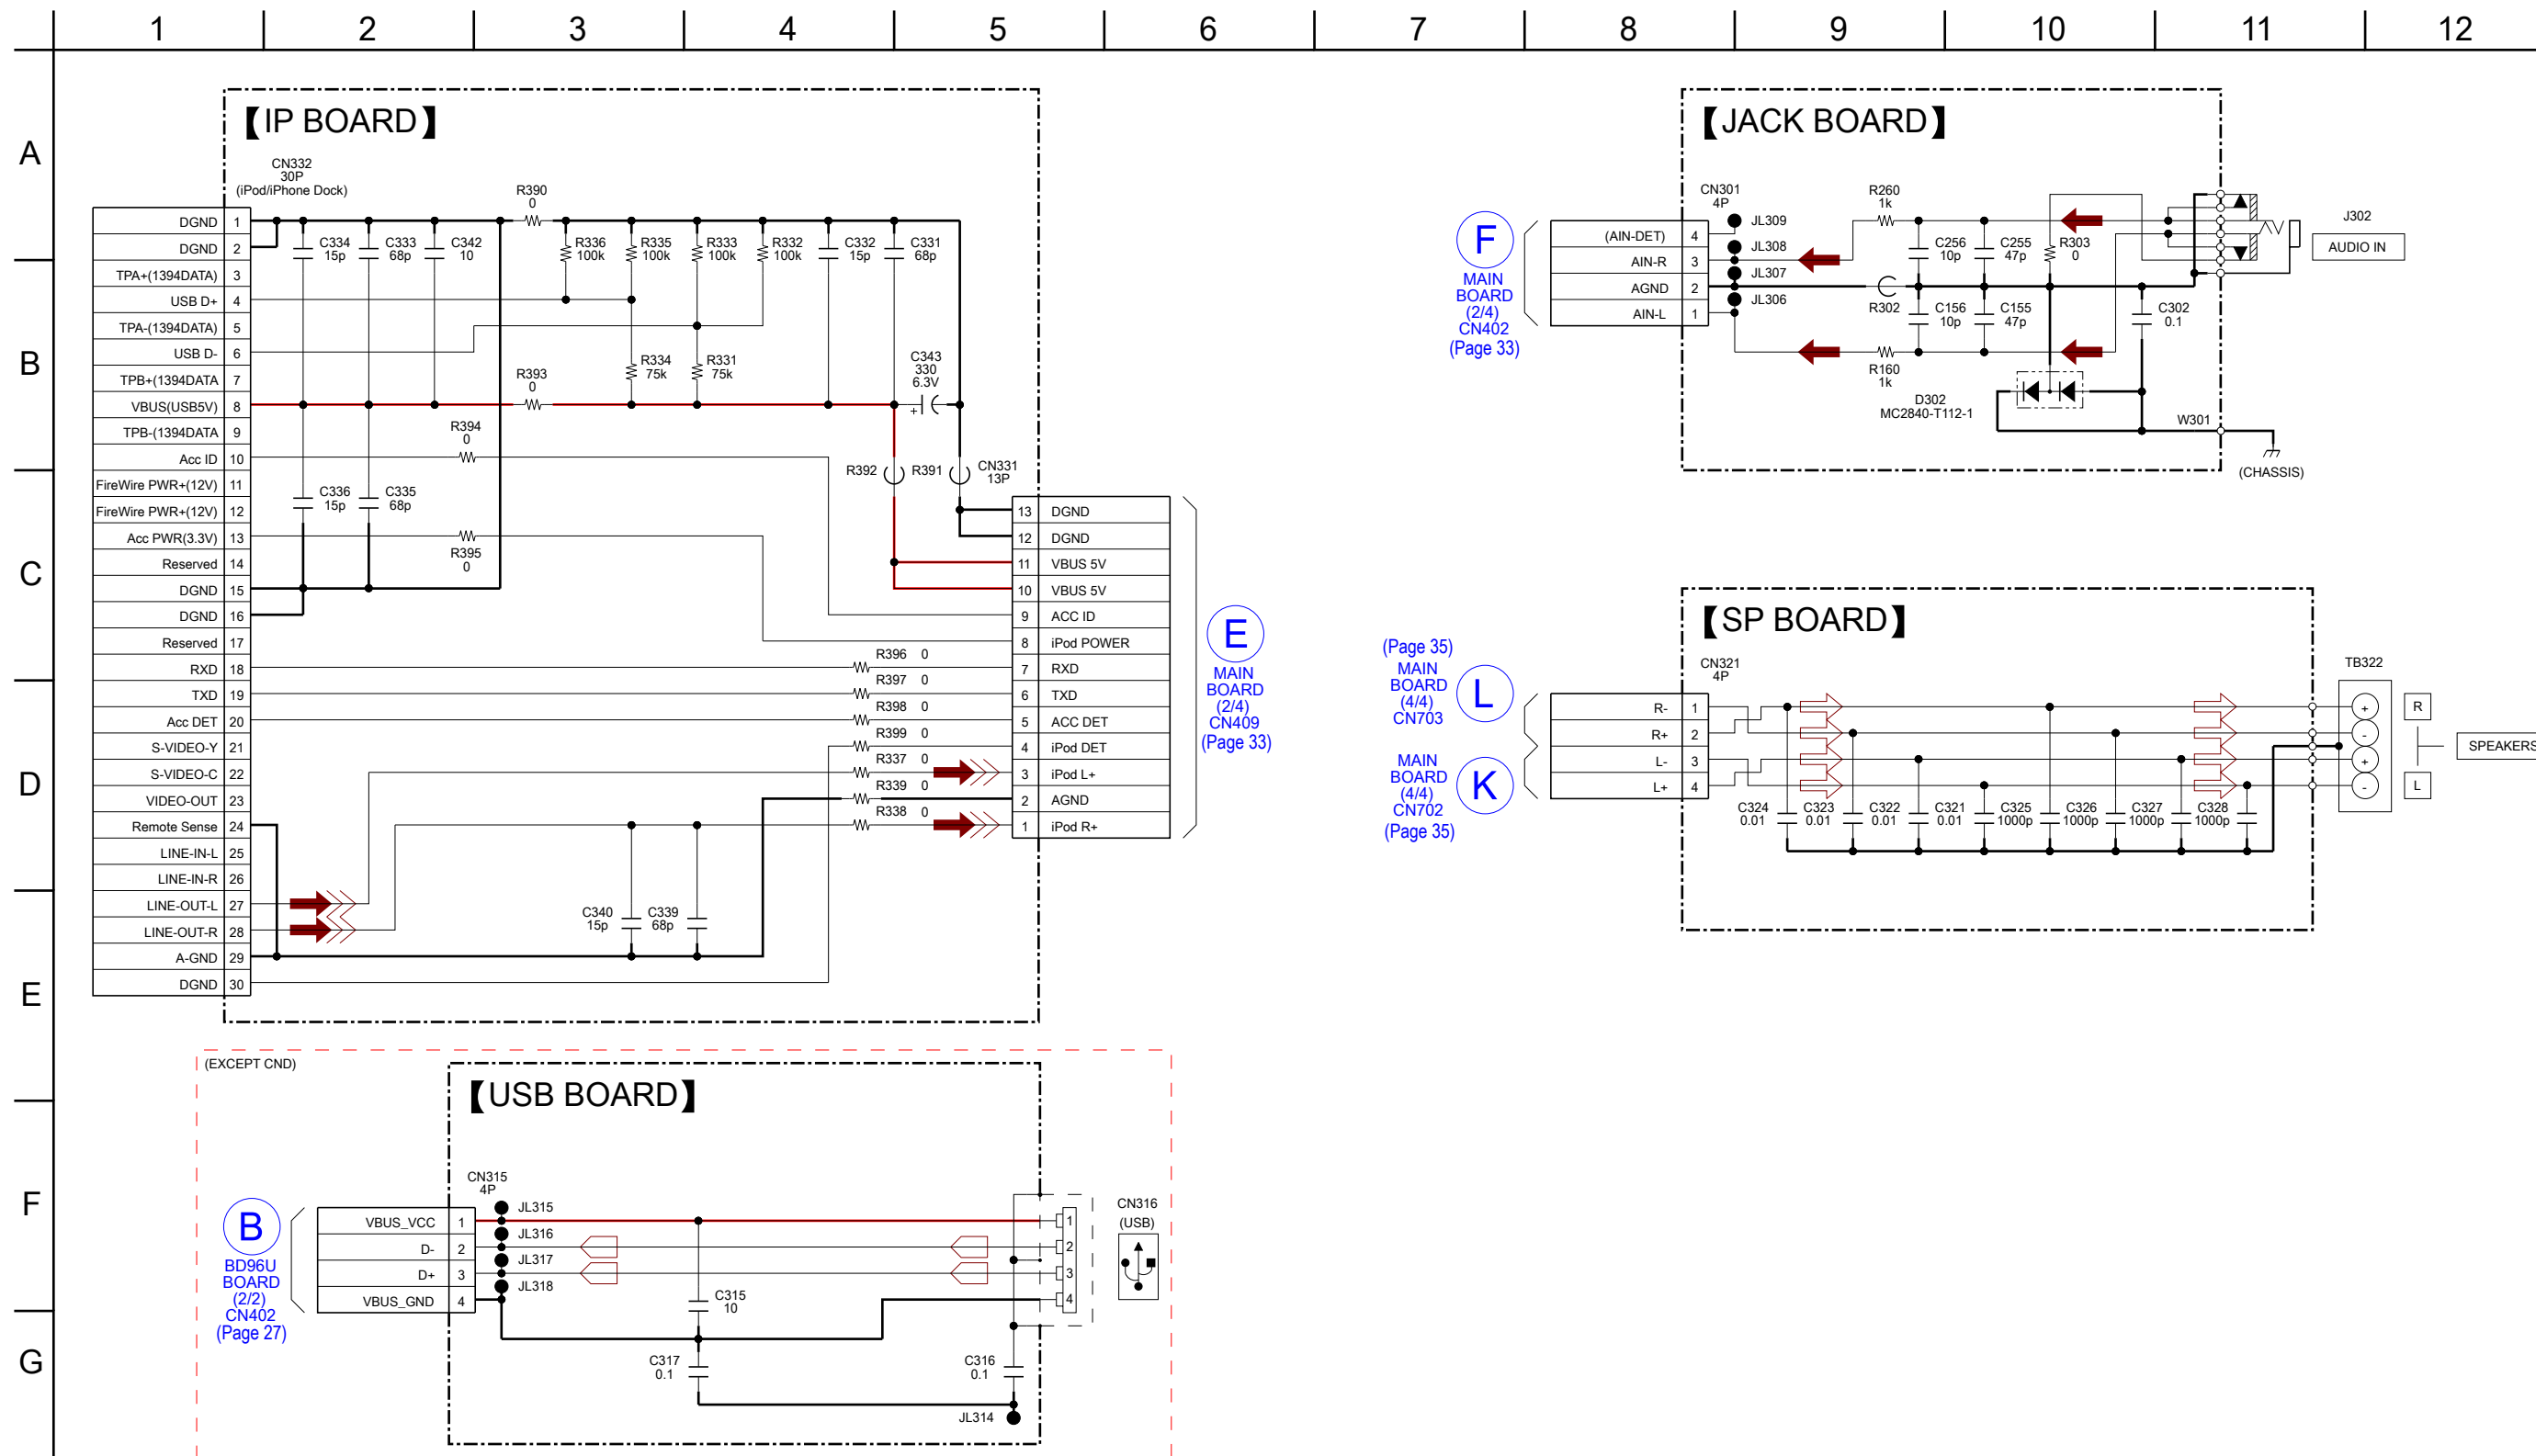 1 2 3 4 5 6 7 8 9 10 11 12
A
B
C
D
E
F
G
【IP BOARD】
CN332
30P
(iPod/iPhone Dock)
DGND 1
DGND 2
TPA+(1394DATA) 3
USB D+ 4
TPA-(1394DATA) 5
USB D- 6
TPB+(1394DATA 7
VBUS(USB5V) 8
TPB-(1394DATA 9
Acc ID 10
FireWire PWR+(12V) 11
FireWire PWR+(12V) 12
Acc PWR(3.3V) 13
Reserved 14
DGND 15
DGND 16
Reserved 17
RXD 18
TXD 19
Acc DET 20
S-VIDEO-Y 21
S-VIDEO-C 22
VIDEO-OUT 23
Remote Sense 24
LINE-IN-L 25
LINE-IN-R 26
LINE-OUT-L 27
LINE-OUT-R 28
A-GND 29
DGND 30
R390
0
C334
15p
C333
68p
C342
10
R336
100k
R335
100k
R333
100k
R332
100k
C332
15p
C331
68p
R334
75k
R331
75k
C343
330
6.3V
+
R393
0
R394
0
R392
R391
CN331
13P
C336
15p
C335
68p
R395
0
13 DGND
12 DGND
11 VBUS 5V
10 VBUS 5V
9 ACC ID
8 iPod POWER
7 RXD
6 TXD
5 ACC DET
4 iPod DET
3 iPod L+
2 AGND
1 iPod R+
R396 0
R397 0
R398 0
R399 0
R337 0
R339 0
R338 0
C340
15p
C339
68p
E
MAIN
BOARD
(2/4)
CN409
(Page 33)
【JACK BOARD】
F
MAIN
BOARD
(2/4)
CN402
(Page 33)
CN301
4P
(AIN-DET) 4
AIN-R 3
AGND 2
AIN-L 1
JL309
JL308
JL307
JL306
R260
1k
C256
10p
C255
47p
R303
0
R302
C156
10p
C155
47p
C302
0.1
R160
1k
D302
MC2840-T112-1
W301
(CHASSIS)
J302
AUDIO IN
【SP BOARD】
(Page 35)
MAIN
BOARD
(4/4)
CN703
L
MAIN
BOARD
(4/4)
CN702
(Page 35)
K
CN321
4P
R- 1
R+ 2
L- 3
L+ 4
C324
0.01
C323
0.01
C322
0.01
C321
0.01
C325
1000p
C326
1000p
C327
1000p
C328
1000p
TB322
+
-
+
-
R
L
SPEAKERS
(EXCEPT CND)
【USB BOARD】
B
BD96U
BOARD
(2/2)
CN402
(Page 27)
CN315
4P
VBUS_VCC 1
D- 2
D+ 3
VBUS_GND 4
JL315
JL316
JL317
JL318
C315
10
C317
0.1
C316
0.1
JL314
1
2
3
4
CN316
(USB)